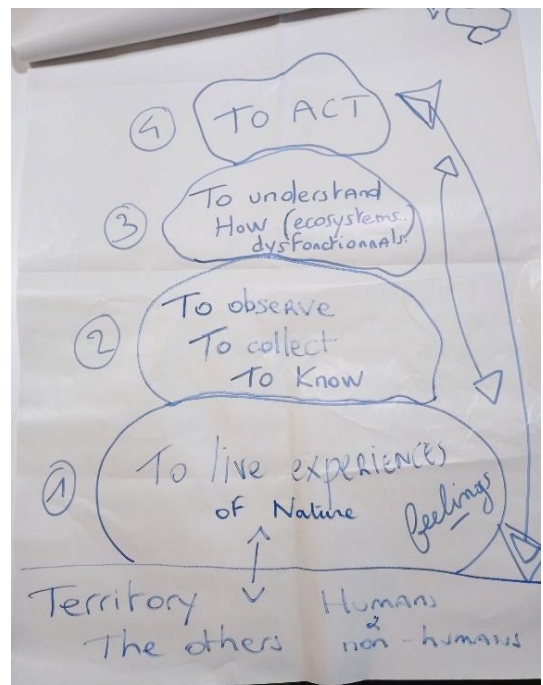 4 To ACT
3 To understand
How (ecosystems..
dysfonctionnals.
2 To observe
To collect
To Know
1 To live experiences
of Nature
feelings
Territory Humans
&
The others non-humans